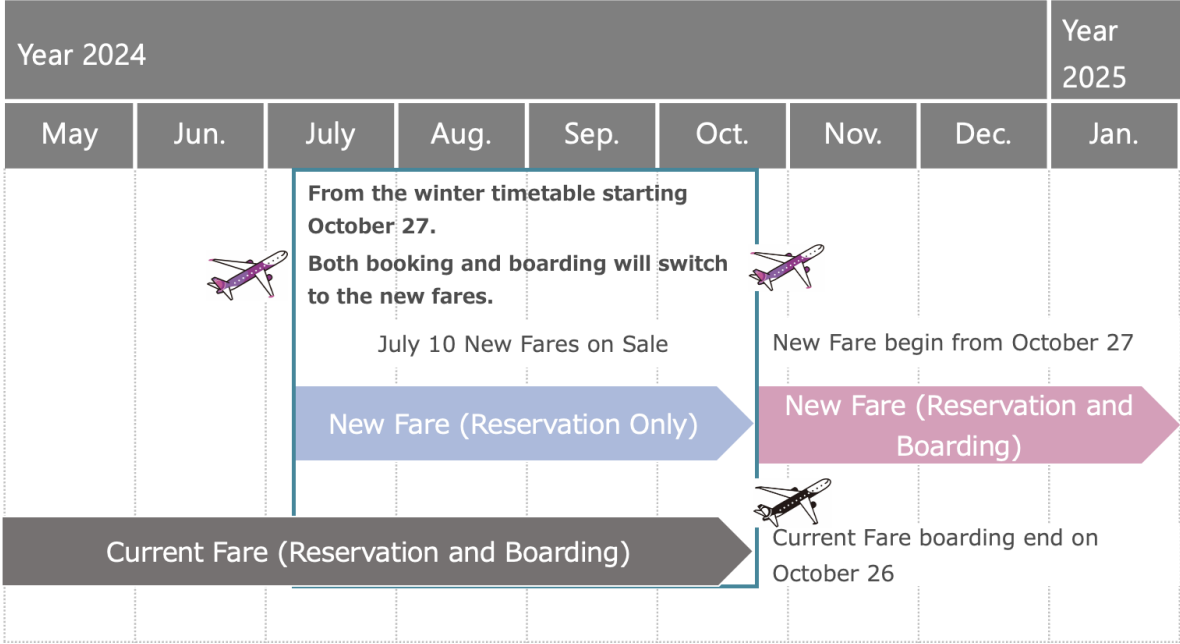 Year 2024
Year
2025
May
Jun.
July
Aug.
Sep.
Oct.
Nov.
Dec.
Jan.
From the winter timetable starting
October 27.
Both booking and boarding will switch
to the new fares.
July 10 New Fares on Sale
New Fare begin from October 27
New Fare (Reservation Only)
New Fare (Reservation and
Boarding)
Current Fare (Reservation and Boarding)
Current Fare boarding end on
October 26